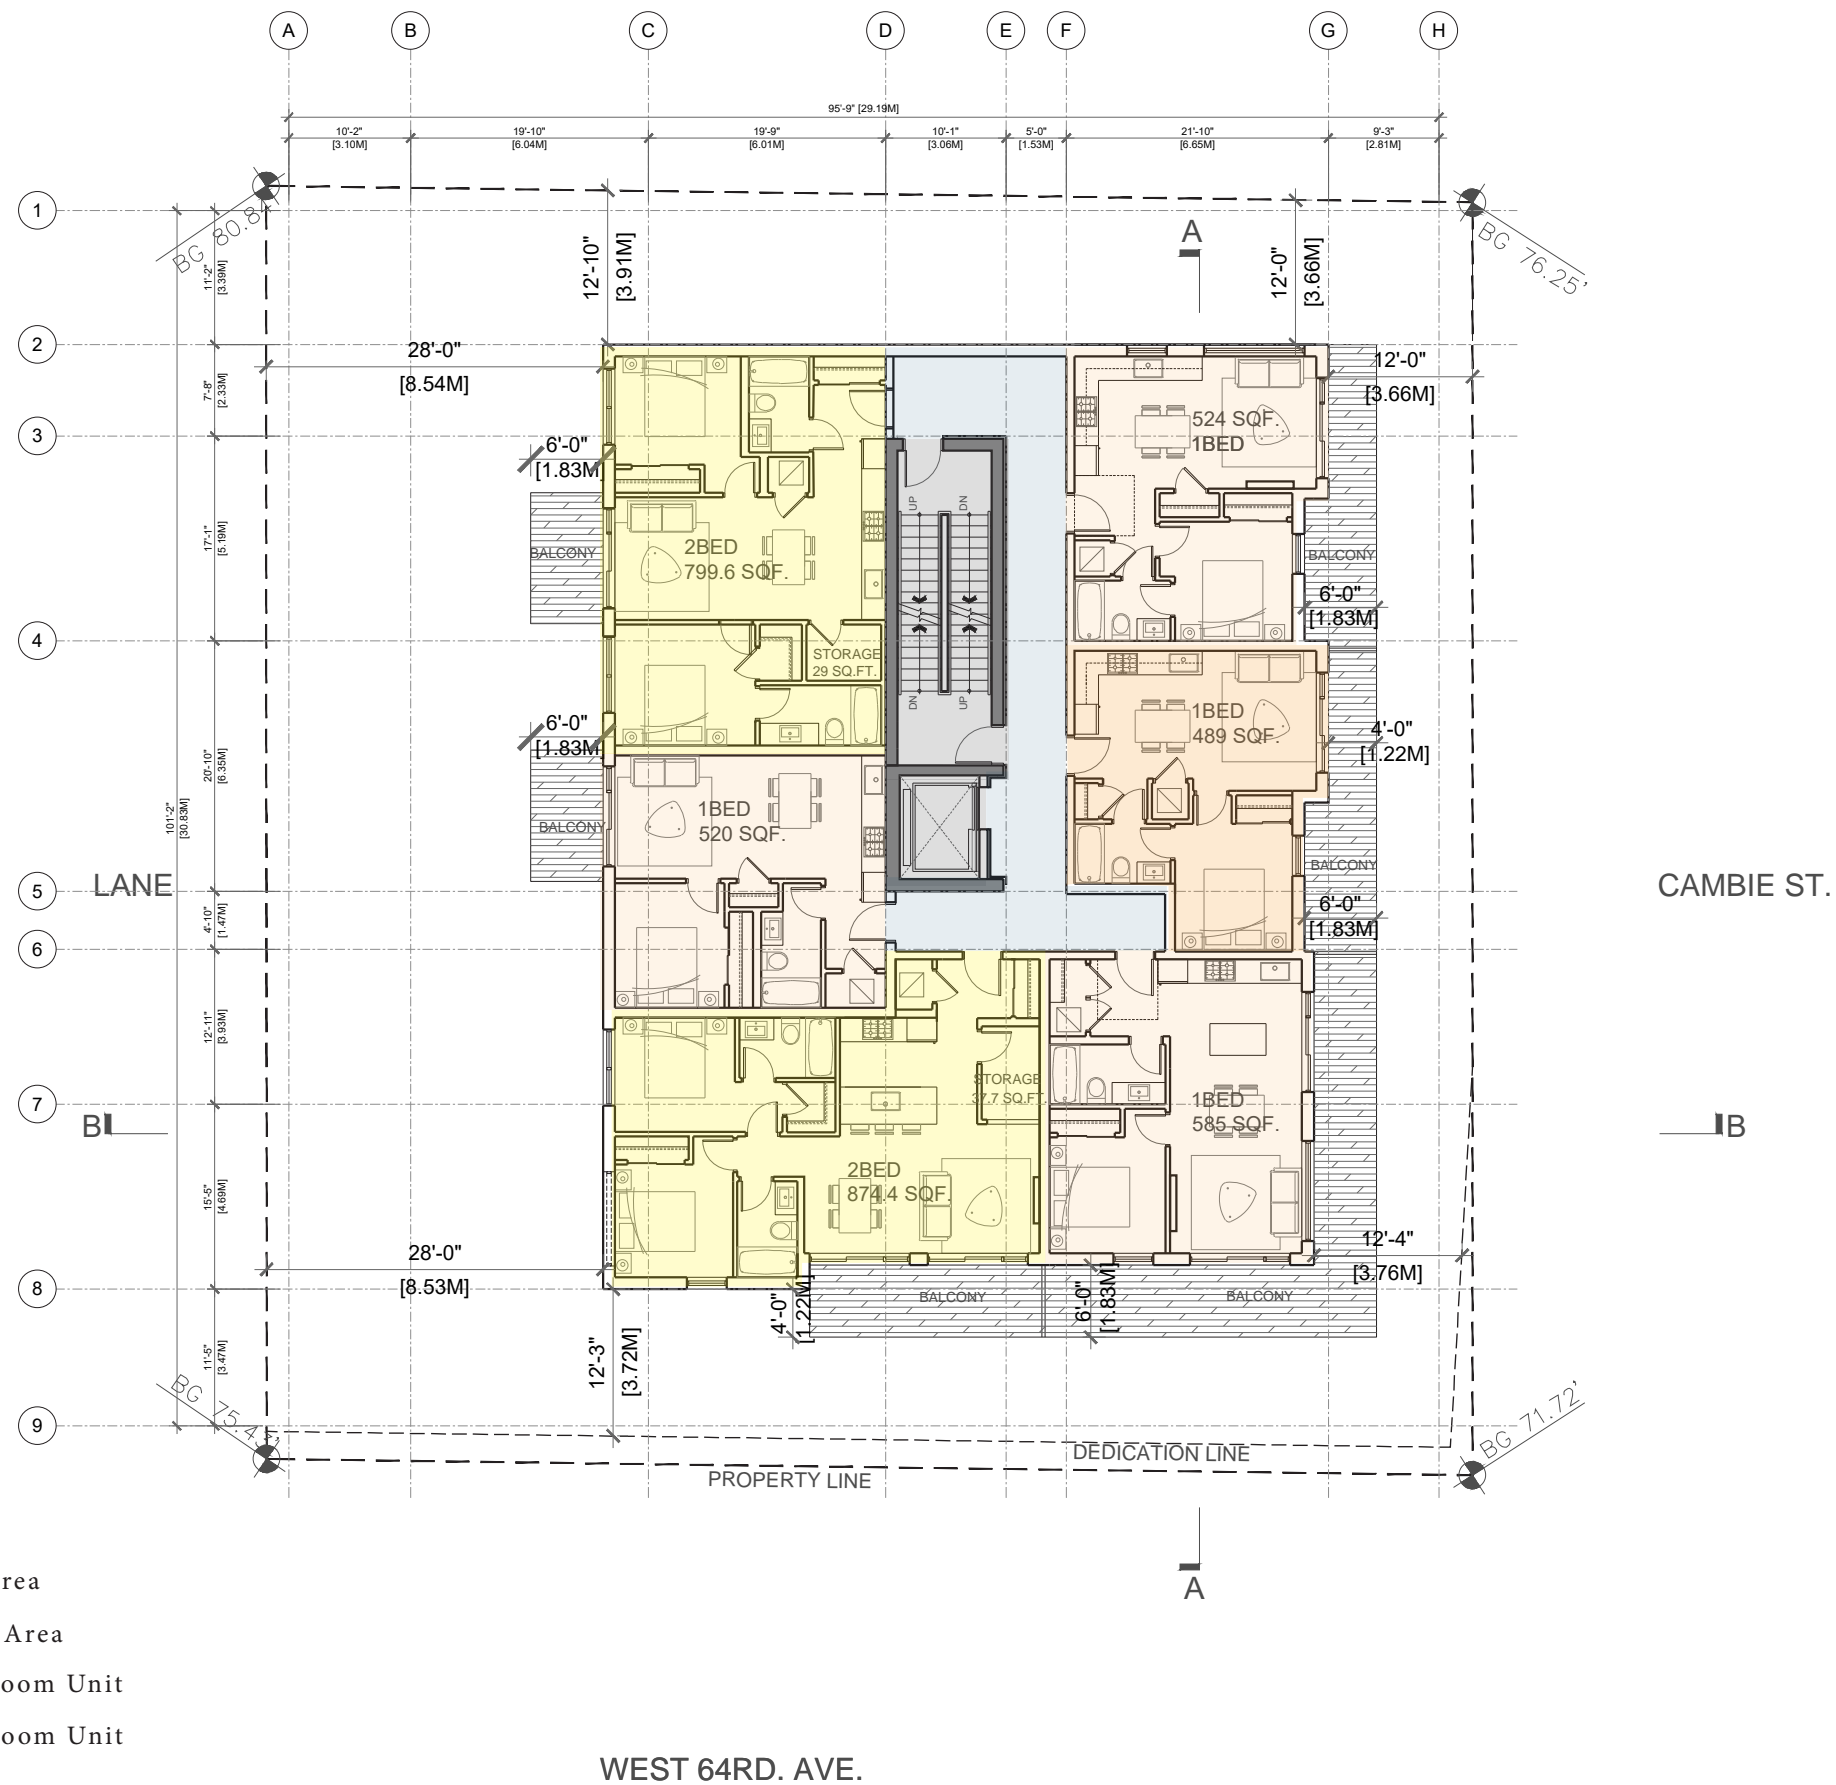 A B C D E F G H
95'-9" [29.19M]
10'-2" 19'-10" 19'-9" 10'-1" 5'-0" 21'-10" 9'-3"
[3.10M] [6.04M] [6.01M] [3.06M] [1.53M] [6.65M] [2.81M]
1
BG 80.84
BG 76.25'
A
11'-2"
[3.39M]
12'-10"
[3.91M]
12'-0"
[3.66M]
2
28'-0"
[8.54M]
12'-0"
[3.66M]
7'-8"
[2.33M]
3
6'-0"
[1.83M
524 SQF.
1BED
UP
DN
17'-1"
[5.19M]
BALCONY
2BED
799.6 SQF.
BALCONY
6'-0"
[1.83M]
4
STORAGE
29 SQ.FT.
DN
UP
6'-0"
[1.83M
1BED
489 SQF.
4'-0"
[1.22M]
20'-10"
[6.35M]
101'-2"
[30.83M]
BALCONY
1BED
520 SQF.
BALCONY
LANE
CAMBIE ST.
5
6'-0"
[1.83M]
4'-10"
[1.47M]
6
12'-11"
[3.93M]
STORAGE
37.7 SQ.FT.
7
B
B
1BED
585 SQF.
2BED
874.4 SQF.
15'-5"
[4.69M]
28'-0"
[8.53M]
12'-4"
[3.76M]
8
4'-0"
[1.22M]
BALCONY
6'-0"
[1.83M]
BALCONY
11'-5"
[3.47M]
12'-3"
[3.72M]
BG 75.43'
BG 71.72'
9
DEDICATION LINE
PROPERTY LINE
A
rea
Area
oom Unit
oom Unit
WEST 64RD. AVE.